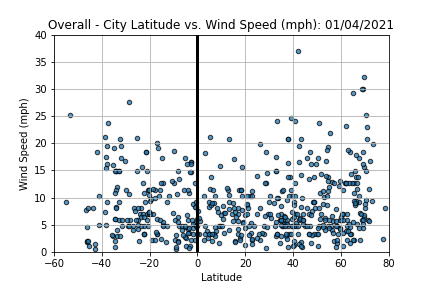 Overall - City Latitude vs. Wind Speed (mph): 01/04/2021
40
35
30
25
20
15
10
5
0
Wind Speed (mph)
−60 −40 −20 0 20 40 60 80
Latitude